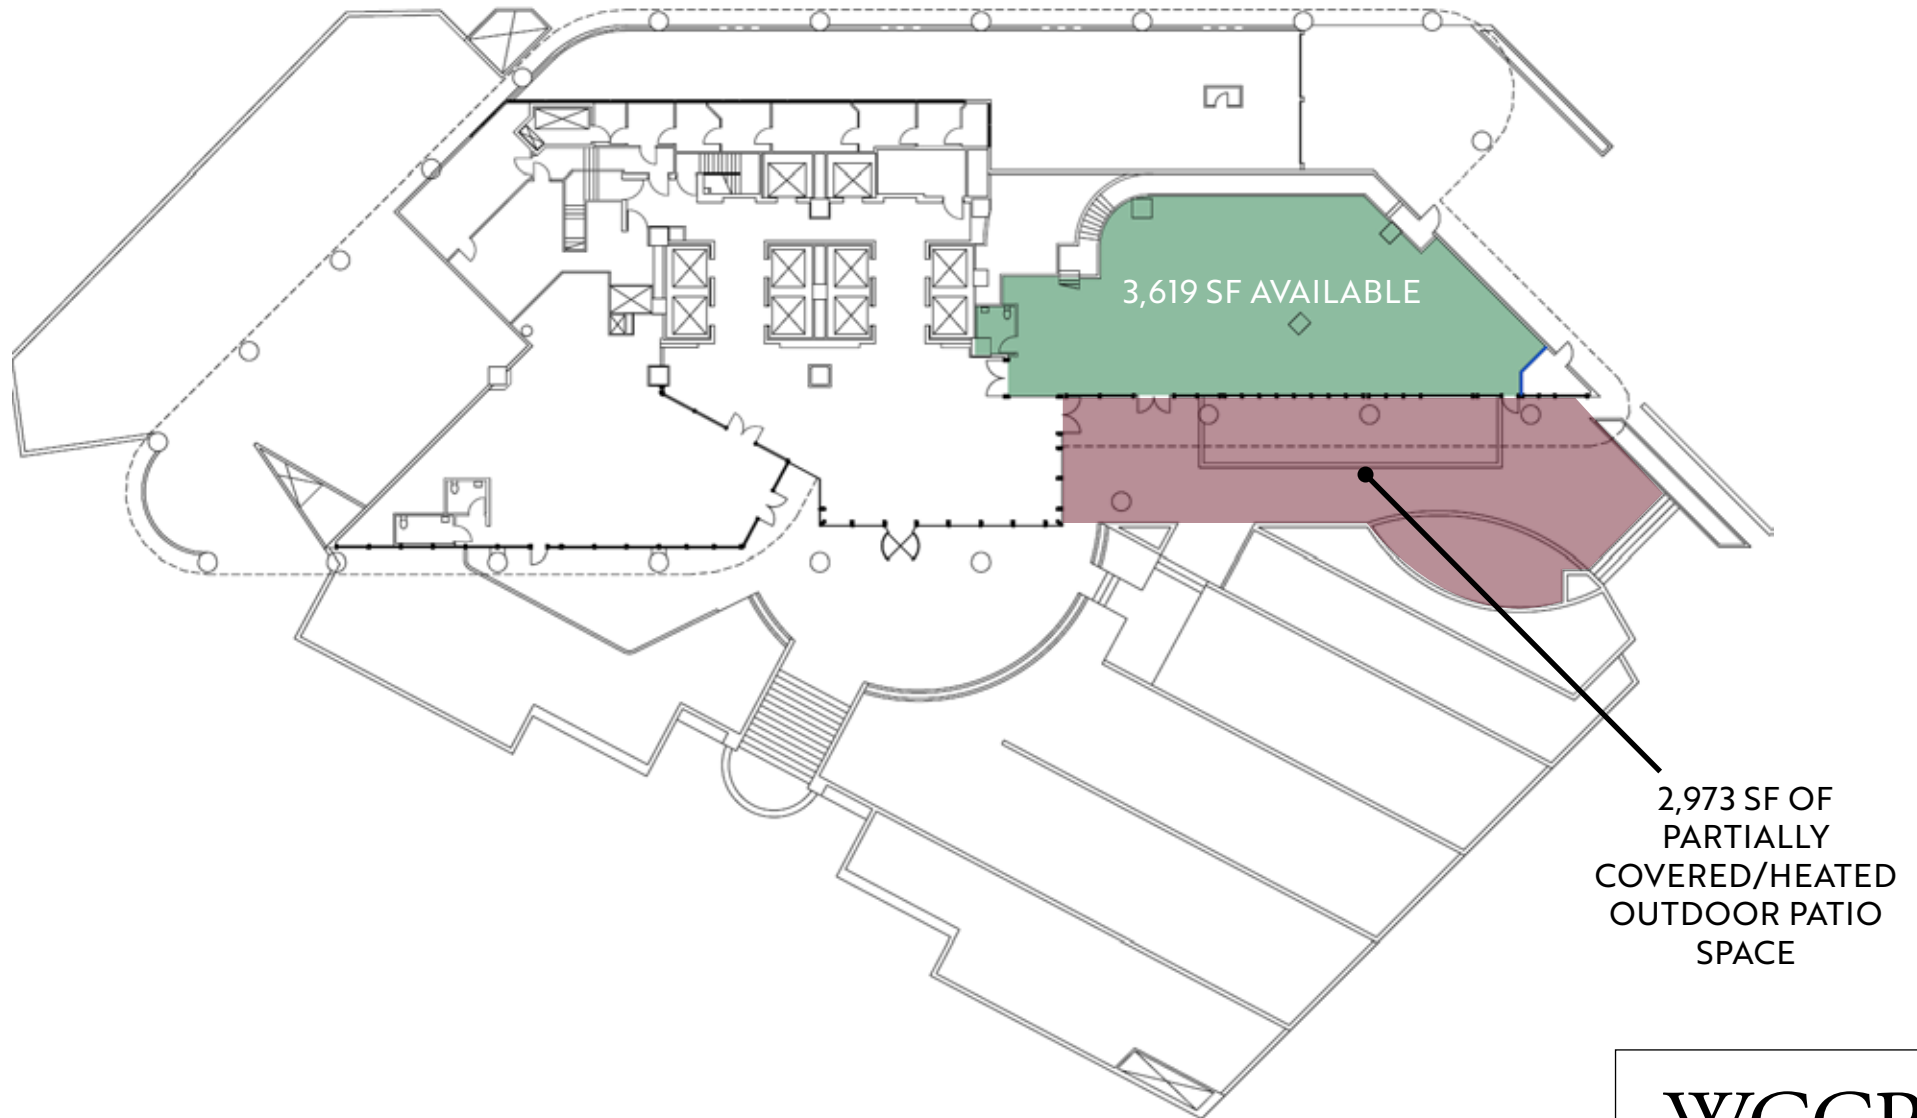 3,619 SF AVAILABLE
2,973 SF OF
PARTIALLY
COVERED/HEATED
OUTDOOR PATIO
SPACE